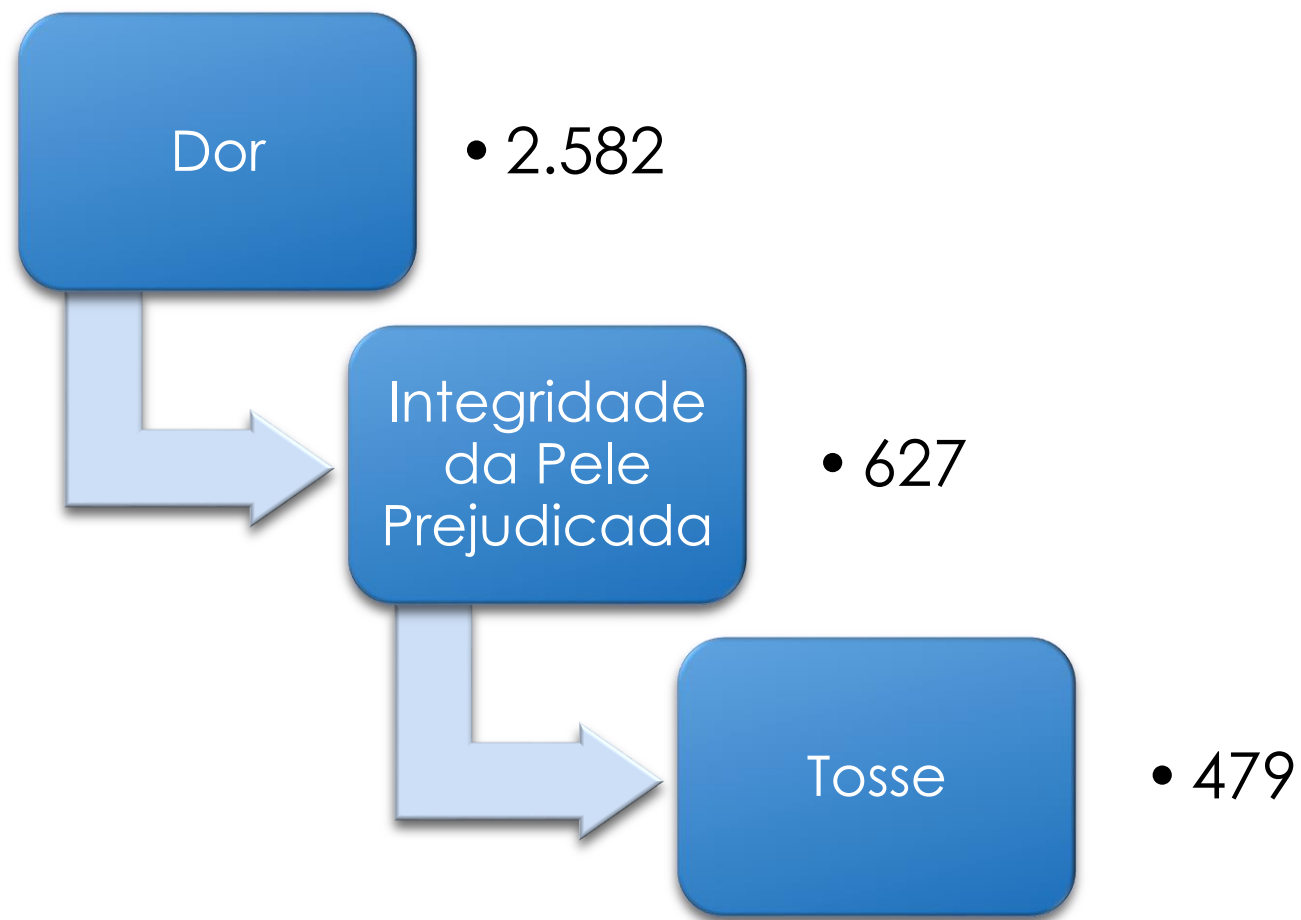 Dor
• 2.582
Integridade
da Pele
Prejudicada
• 627
Tosse
• 479